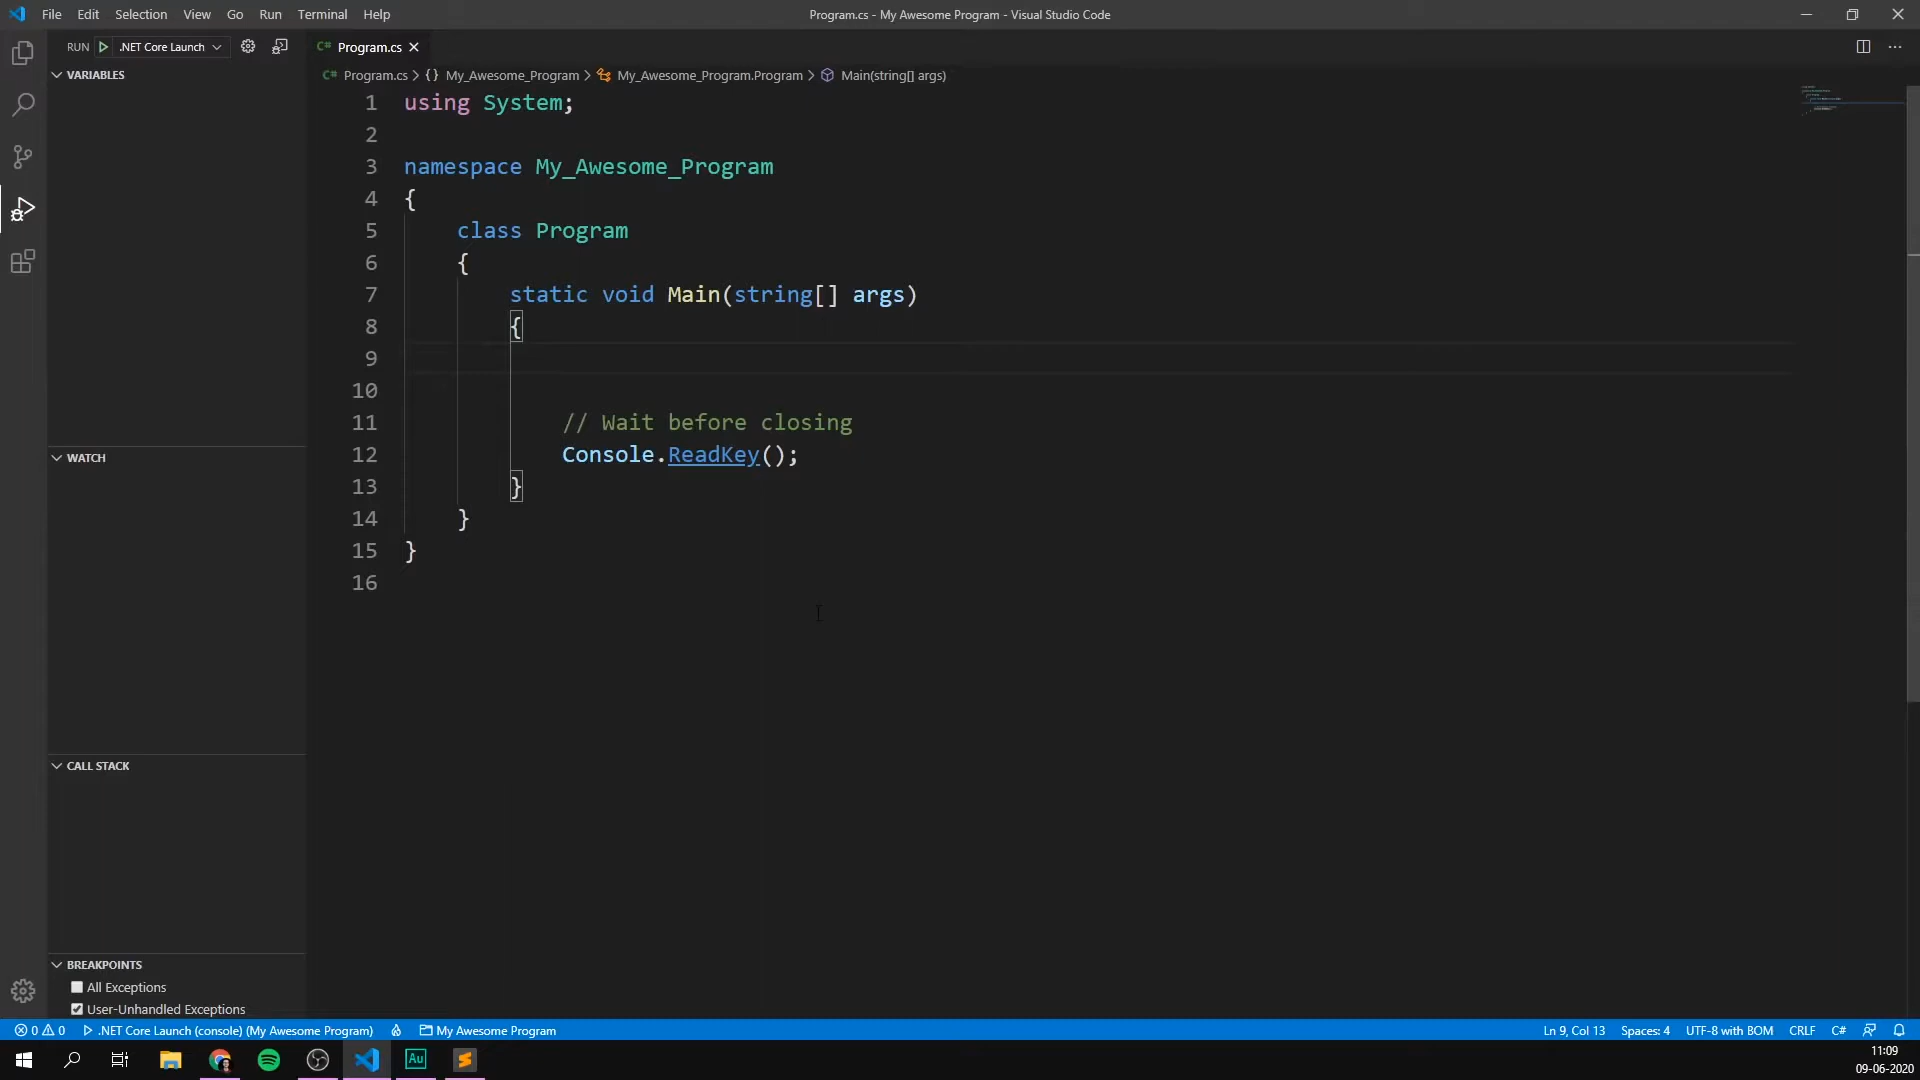 File Edit Selection View Go Run Terminal Help Program.cs - My Awesome Program - Visual Studio Code
RUN .NET Core Launch C# Program.cs
VARIABLES
C# Program.cs > {} My_Awesome_Program > My_Awesome_Program.Program > Main(string[] args)
1 using System;
2
3 namespace My_Awesome_Program
4 {
5 class Program
6 {
7 static void Main(string[] args)
8 {
9
10
11 // Wait before closing
12 Console.ReadKey();
13 }
14 }
15 }
16
WATCH
CALL STACK
BREAKPOINTS
All Exceptions
User-Unhandled Exceptions
0 0 .NET Core Launch (console) (My Awesome Program) My Awesome Program Ln 9, Col 13 Spaces: 4 UTF-8 with BOM CRLF C#
Au
11:09
09-06-2020